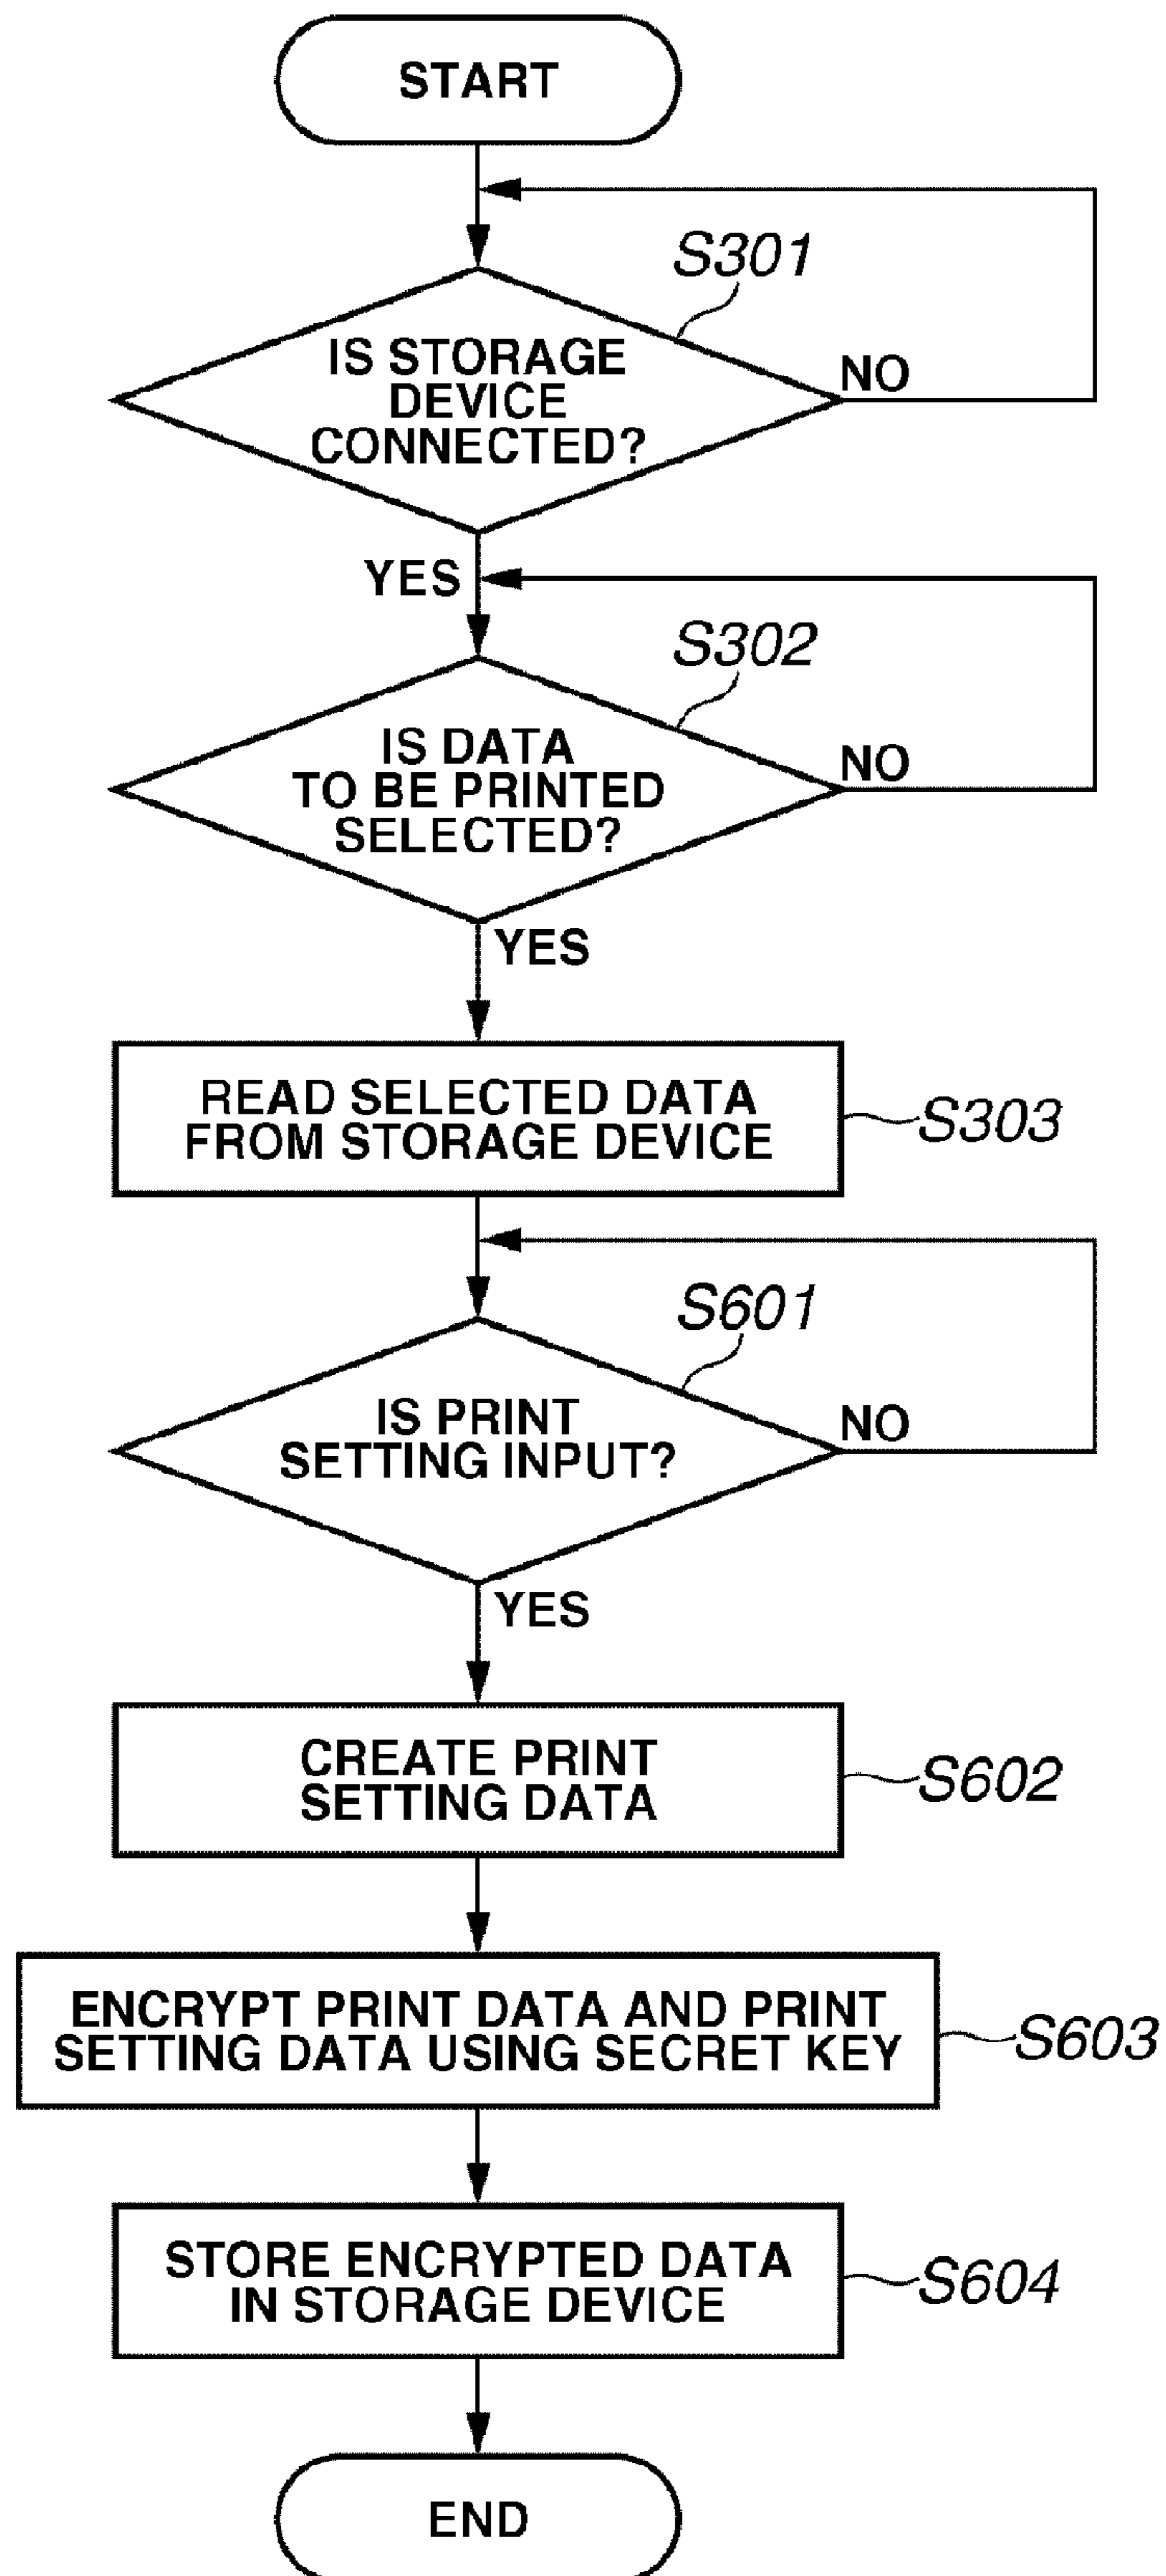 START
S301
IS STORAGE
DEVICE
CONNECTED?
NO
YES
S302
IS DATA
TO BE PRINTED
SELECTED?
NO
YES
READ SELECTED DATA
FROM STORAGE DEVICE
S303
S601
IS PRINT
SETTING INPUT?
NO
YES
CREATE PRINT
SETTING DATA
S602
ENCRYPT PRINT DATA AND PRINT
SETTING DATA USING SECRET KEY
S603
STORE ENCRYPTED DATA
IN STORAGE DEVICE
S604
END